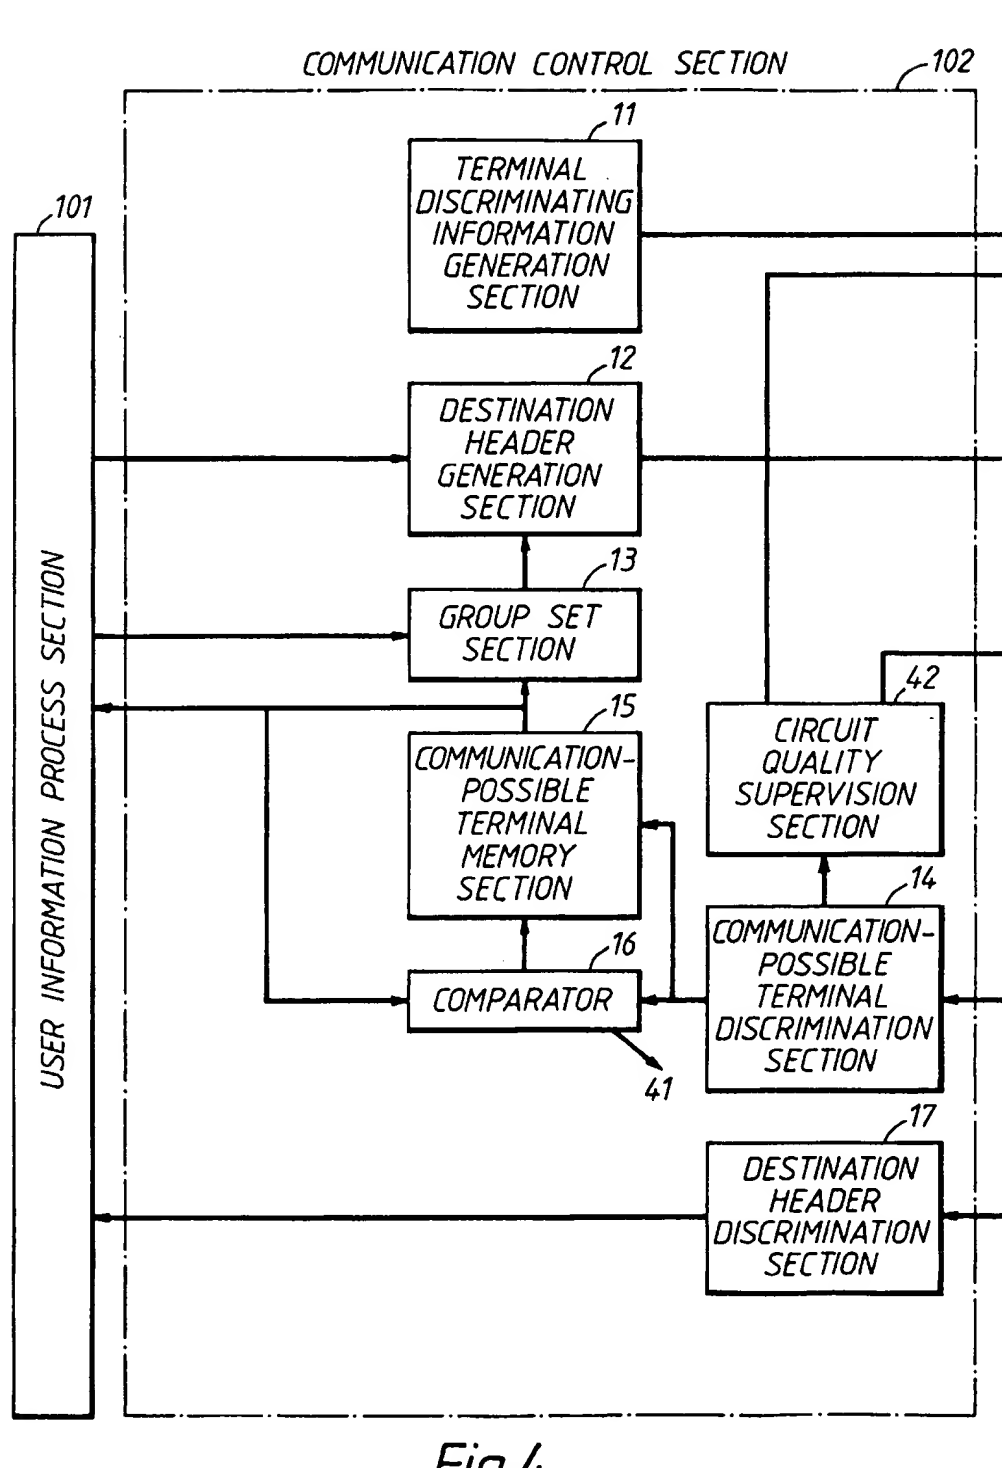 COMMUNICATION CONTROL SECTION
102
11
TERMINAL
DISCRIMINATING
INFORMATION
GENERATION
SECTION
101
USER INFORMATION PROCESS SECTION
12
DESTINATION
HEADER
GENERATION
SECTION
13
GROUP SET
SECTION
15
COMMUNICATION-
POSSIBLE
TERMINAL
MEMORY
SECTION
42
CIRCUIT
QUALITY
SUPERVISION
SECTION
14
COMMUNICATION-
POSSIBLE
TERMINAL
DISCRIMINATION
SECTION
16
COMPARATOR
41
17
DESTINATION
HEADER
DISCRIMINATION
SECTION
Fig.4